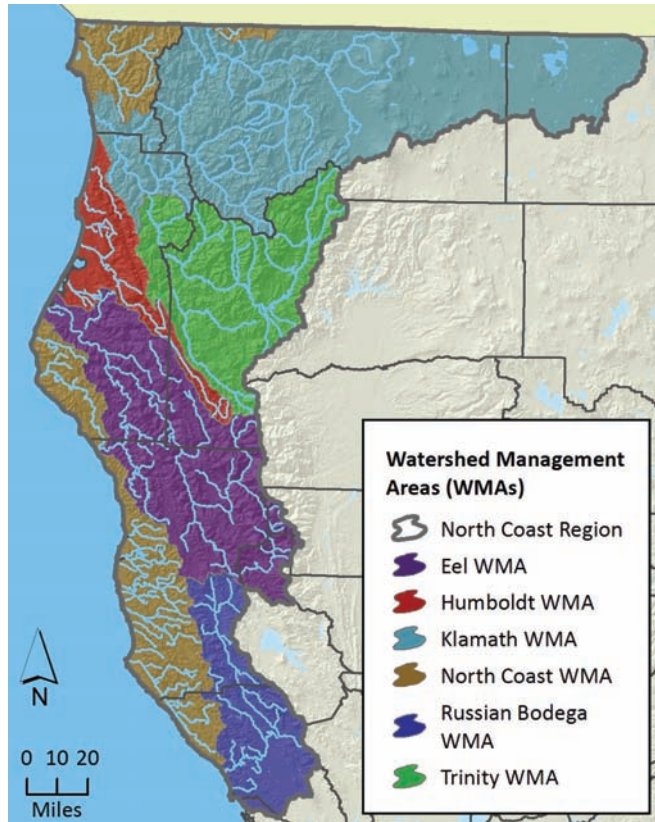 Watershed Management
Areas (WMAs)
North Coast Region
Eel WMA
Humboldt WMA
Klamath WMA
North Coast WMA
Russian Bodega
WMA
Trinity WMA
N
0 10 20
Miles